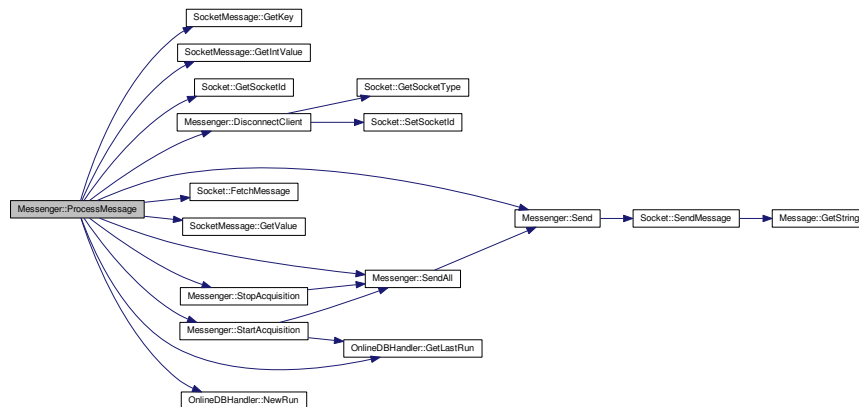 SocketMessage::GetKey
SocketMessage::GetIntValue
Socket::GetSocketId
Socket::GetSocketType
Messenger::DisconnectClient
Socket::SetSocketId
Socket::FetchMessage
Messenger::ProcessMessage
Messenger::Send
Socket::SendMessage
Message::GetString
SocketMessage::GetValue
Messenger::SendAll
Messenger::StopAcquisition
Messenger::StartAcquisition
OnlineDBHandler::GetLastRun
OnlineDBHandler::NewRun